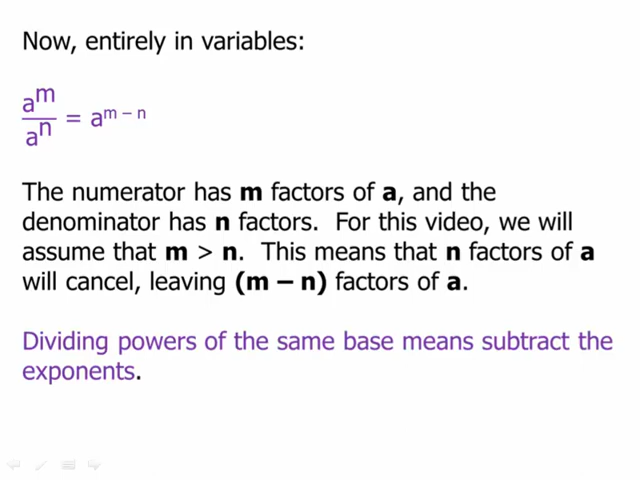 Now, entirely in variables:
a^m
a^n = a^(m – n)
The numerator has m factors of a, and the
denominator has n factors. For this video, we will
assume that m > n. This means that n factors of a
will cancel, leaving (m – n) factors of a.
Dividing powers of the same base means subtract the
exponents.